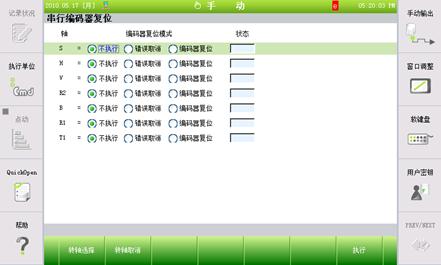 记录状况
2010.05.17 [月]
手 动
05:20:03 PM
手动输出
串行编码器复位
轴 编码器复位模式 状态
S = 不执行 错误取消 编码器复位
H = 不执行 错误取消 编码器复位
V = 不执行 错误取消 编码器复位
R2 = 不执行 错误取消 编码器复位
B = 不执行 错误取消 编码器复位
R1 = 不执行 错误取消 编码器复位
T1 = 不执行 错误取消 编码器复位
执行单位
Cmd
点动
QuickOpen
帮助
窗口调整
软键盘
用户密钥
PREV/NEXT
转轴选择 转轴取消 执行